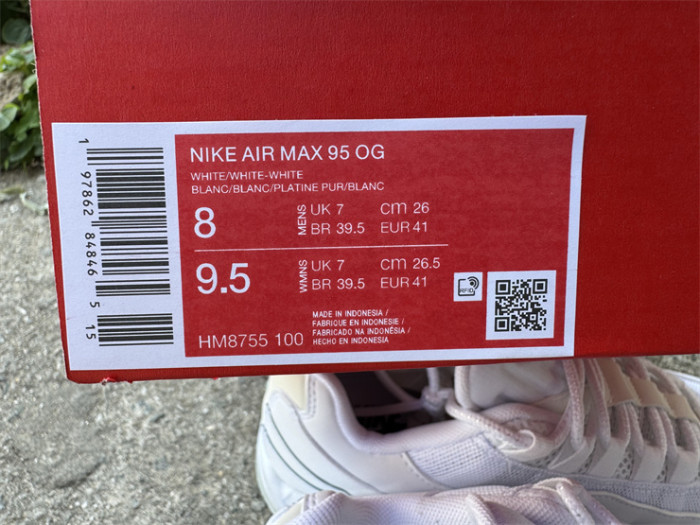 NIKE AIR MAX 95 OG
WHITE/WHITE-WHITE
BLANC/BLANC/PLATINE PUR/BLANC
8 MENS UK 7 cm 26
BR 39.5 EUR 41
9.5 WMNS UK 7 cm 26.5
BR 39.5 EUR 41
HM8755 100
MADE IN INDONESIA /
FABRIQUE EN INDONESIE /
FABRICADO NA INDONÉSIA /
HECHO EN INDONESIA
RFID
1 97862 84846 5 15